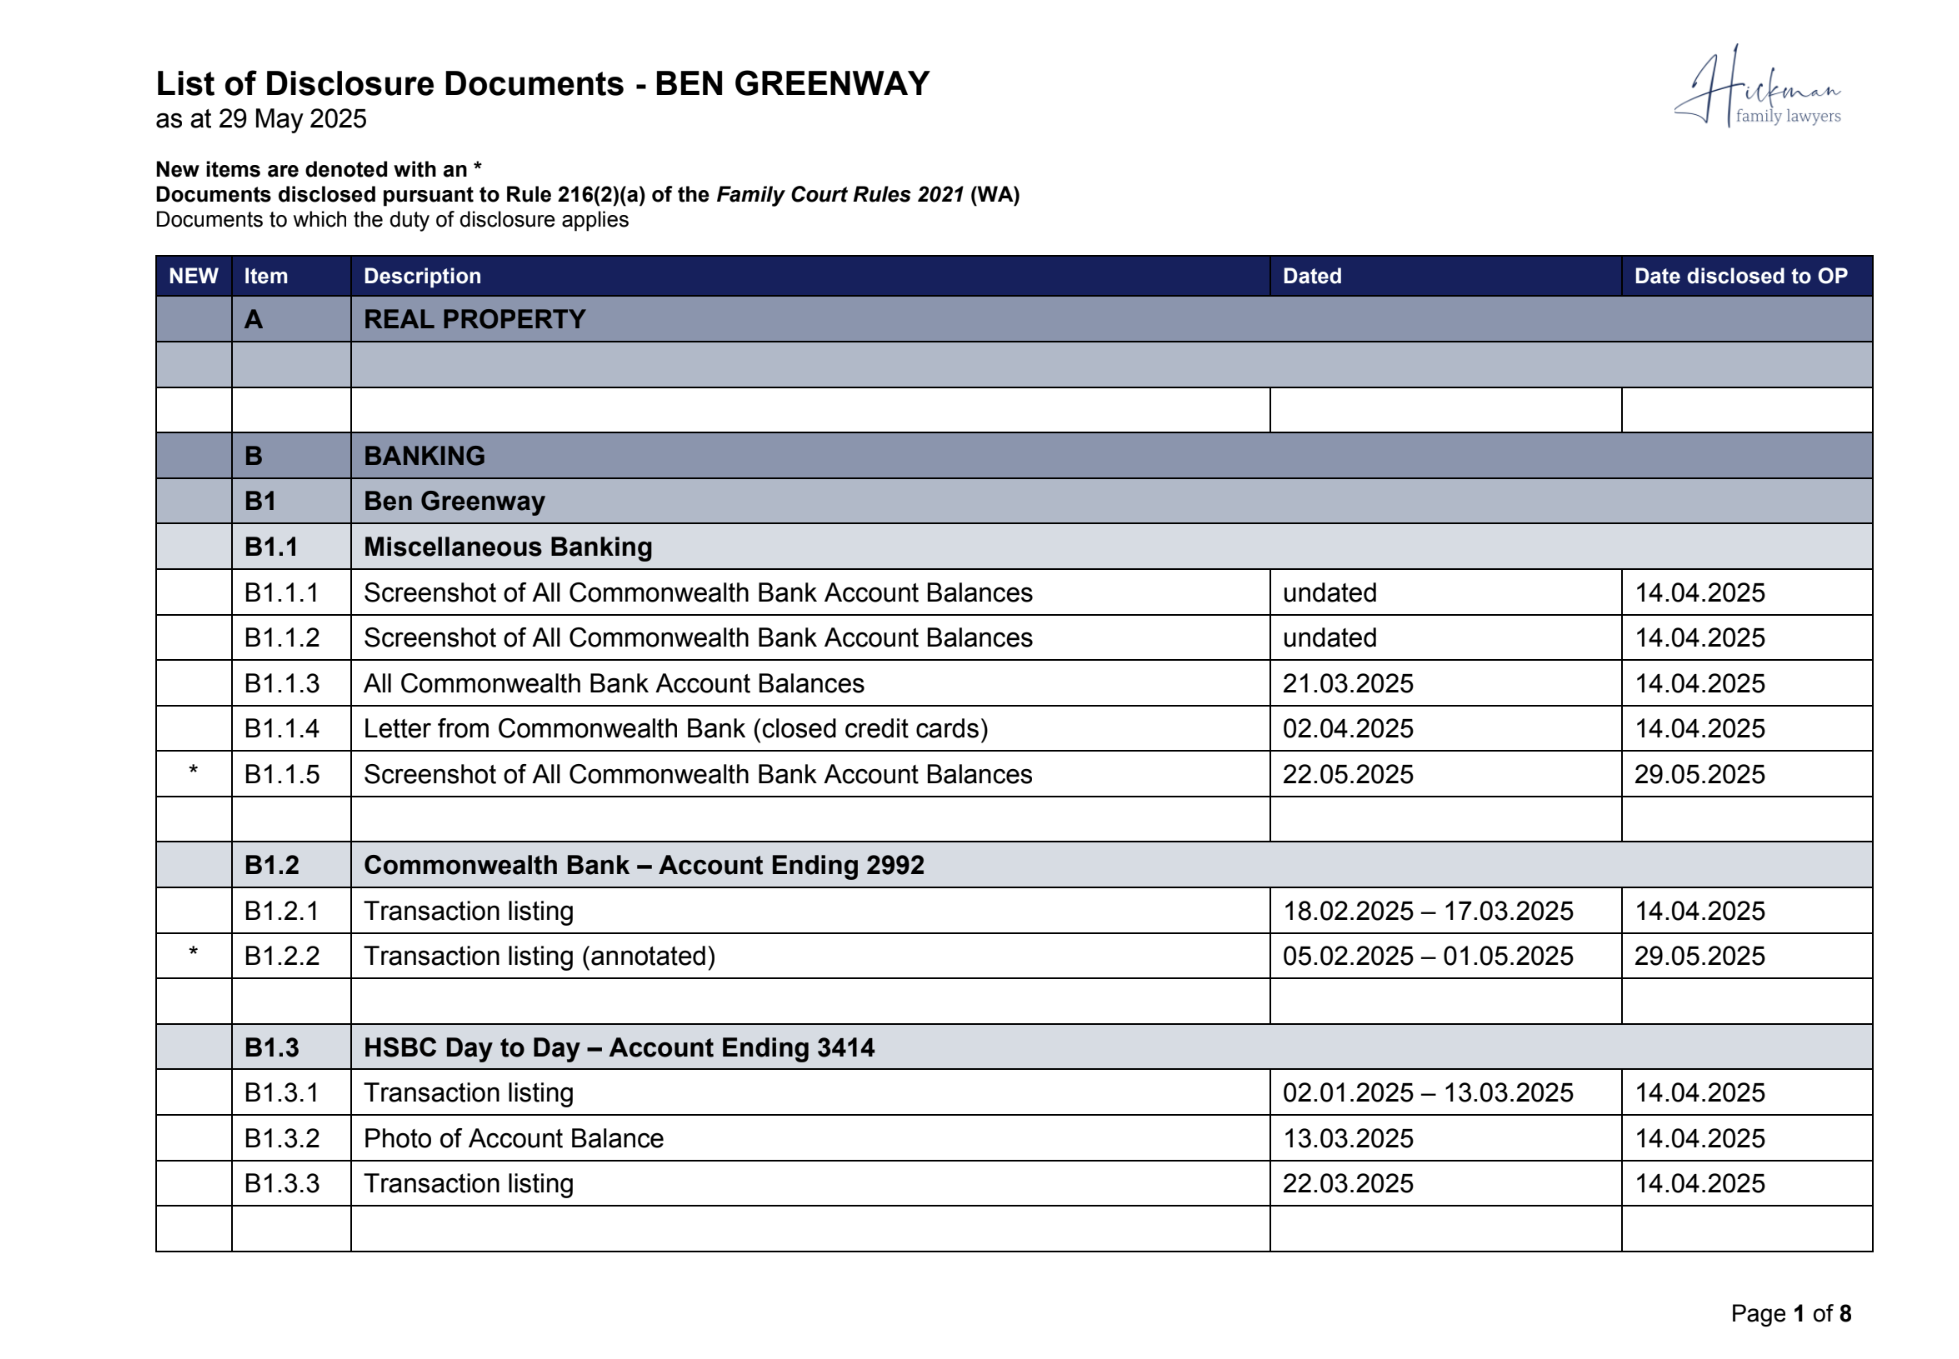 List of Disclosure Documents - BEN GREENWAY
as at 29 May 2025
Hickman
family lawyers
New items are denoted with an *
Documents disclosed pursuant to Rule 216(2)(a) of the Family Court Rules 2021 (WA)
Documents to which the duty of disclosure applies
NEW Item Description Dated Date disclosed to OP
A REAL PROPERTY
B BANKING
B1 Ben Greenway
B1.1 Miscellaneous Banking
B1.1.1 Screenshot of All Commonwealth Bank Account Balances undated 14.04.2025
B1.1.2 Screenshot of All Commonwealth Bank Account Balances undated 14.04.2025
B1.1.3 All Commonwealth Bank Account Balances 21.03.2025 14.04.2025
B1.1.4 Letter from Commonwealth Bank (closed credit cards) 02.04.2025 14.04.2025
* B1.1.5 Screenshot of All Commonwealth Bank Account Balances 22.05.2025 29.05.2025
B1.2 Commonwealth Bank – Account Ending 2992
B1.2.1 Transaction listing 18.02.2025 – 17.03.2025 14.04.2025
* B1.2.2 Transaction listing (annotated) 05.02.2025 – 01.05.2025 29.05.2025
B1.3 HSBC Day to Day – Account Ending 3414
B1.3.1 Transaction listing 02.01.2025 – 13.03.2025 14.04.2025
B1.3.2 Photo of Account Balance 13.03.2025 14.04.2025
B1.3.3 Transaction listing 22.03.2025 14.04.2025
Page 1 of 8